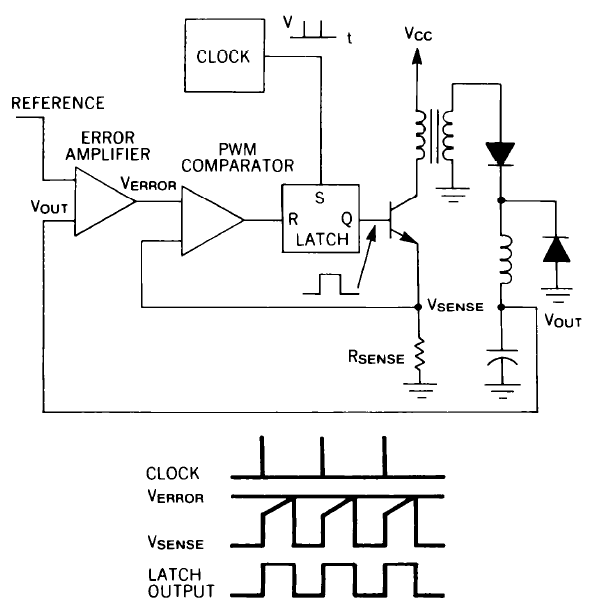 V
t
CLOCK
VCC
REFERENCE
ERROR
AMPLIFIER
PWM
COMPARATOR
VERROR
VOUT
S
R
Q
LATCH
VSENSE
VOUT
RSENSE
CLOCK
VERROR
VSENSE
LATCH
OUTPUT